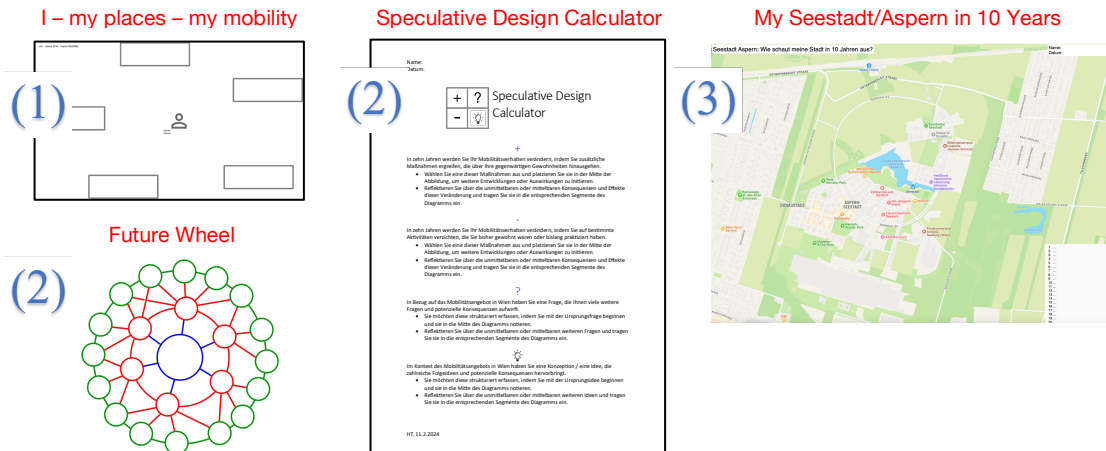 I – my places – my mobility
(1)
Future Wheel
(2)
Speculative Design Calculator
(2)
Name:
Datum:
+ ?
-
Speculative Design
Calculator
+
In zehn Jahren werden Sie Ihr Mobilitätsverhalten verändern, indem Sie zusätzliche
Maßnahmen ergreifen, die über Ihre gegenwärtigen Gewohnheiten hinausgehen.
• Wählen Sie eine dieser Maßnahmen aus und platzieren Sie sie in der Mitte der
Abbildung, um weitere Entwicklungen oder Auswirkungen zu initiieren.
• Reflektieren Sie über die unmittelbaren oder mittelbaren Konsequenzen und Effekte
dieser Veränderung und tragen Sie sie in die entsprechenden Segmente des
Diagramms ein.
-
In zehn Jahren werden Sie Ihr Mobilitätsverhalten verändern, indem Sie auf bestimmte
Aktivitäten verzichten, die Sie bisher gewohnt waren oder bislang praktiziert haben.
• Wählen Sie eine dieser Maßnahmen aus und platzieren Sie sie in der Mitte der
Abbildung, um weitere Entwicklungen oder Auswirkungen zu initiieren.
• Reflektieren Sie über die unmittelbaren oder mittelbaren Konsequenzen und Effekte
dieser Veränderung und tragen Sie sie in die entsprechenden Segmente des
Diagramms ein.
?
In Bezug auf das Mobilitätsangebot in Wien haben Sie eine Frage, die Ihnen viele weitere
Fragen und potenzielle Konsequenzen aufwirft.
• Sie möchten diese strukturiert erfassen, indem Sie mit der Ursprungsfrage beginnen
und sie in die Mitte des Diagramms notieren.
• Reflektieren Sie über die unmittelbaren oder mittelbaren weiteren Fragen und tragen
Sie sie in die entsprechenden Segmente des Diagramms ein.
Im Kontext des Mobilitätsangebots in Wien haben Sie eine Konzeption / eine Idee, die
zahlreiche Folgeideen und potenzielle Konsequenzen hervorbringt.
• Sie möchten diese strukturiert erfassen, indem Sie mit der Ursprungsidee beginnen
und sie in die Mitte des Diagramms notieren.
• Reflektieren Sie über die unmittelbaren oder mittelbaren weiteren Ideen und tragen
Sie sie in die entsprechenden Segmente des Diagramms ein.
HT, 11.2.2024
My Seestadt/Aspern in 10 Years
(3)
Seestadt Aspern: Wie schaut meine Stadt in 10 Jahren aus?
Name
Datum
DONAUSTADT
ASPERN-
SEESTADT